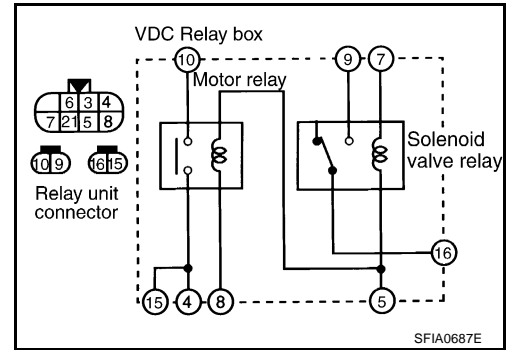 VDC Relay box
10
9
7
Motor relay
6 3 4
7 2 1 5 8
10 9
16 15
Relay unit
connector
Solenoid
valve relay
16
15
4
8
5
SFIA0687E